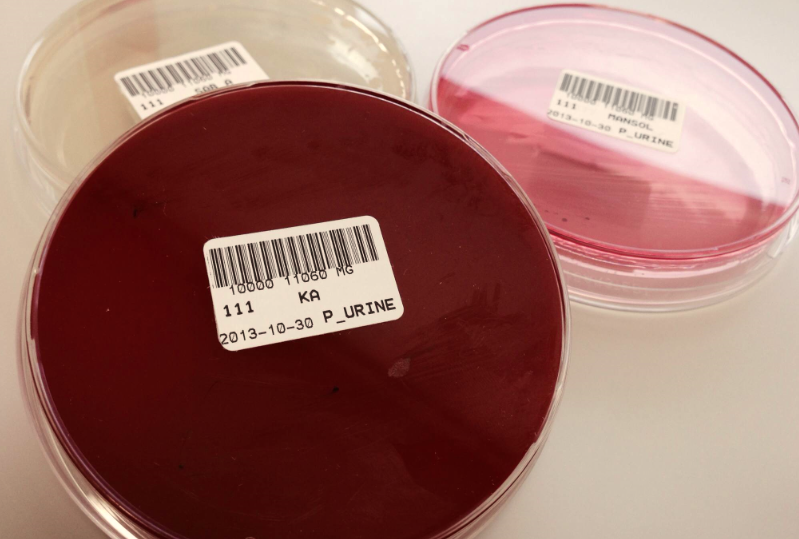 111 SAB A
111 MANSOL
2013-10-30 P_URINE
10000 11060 MG
111 KA
2013-10-30 P_URINE